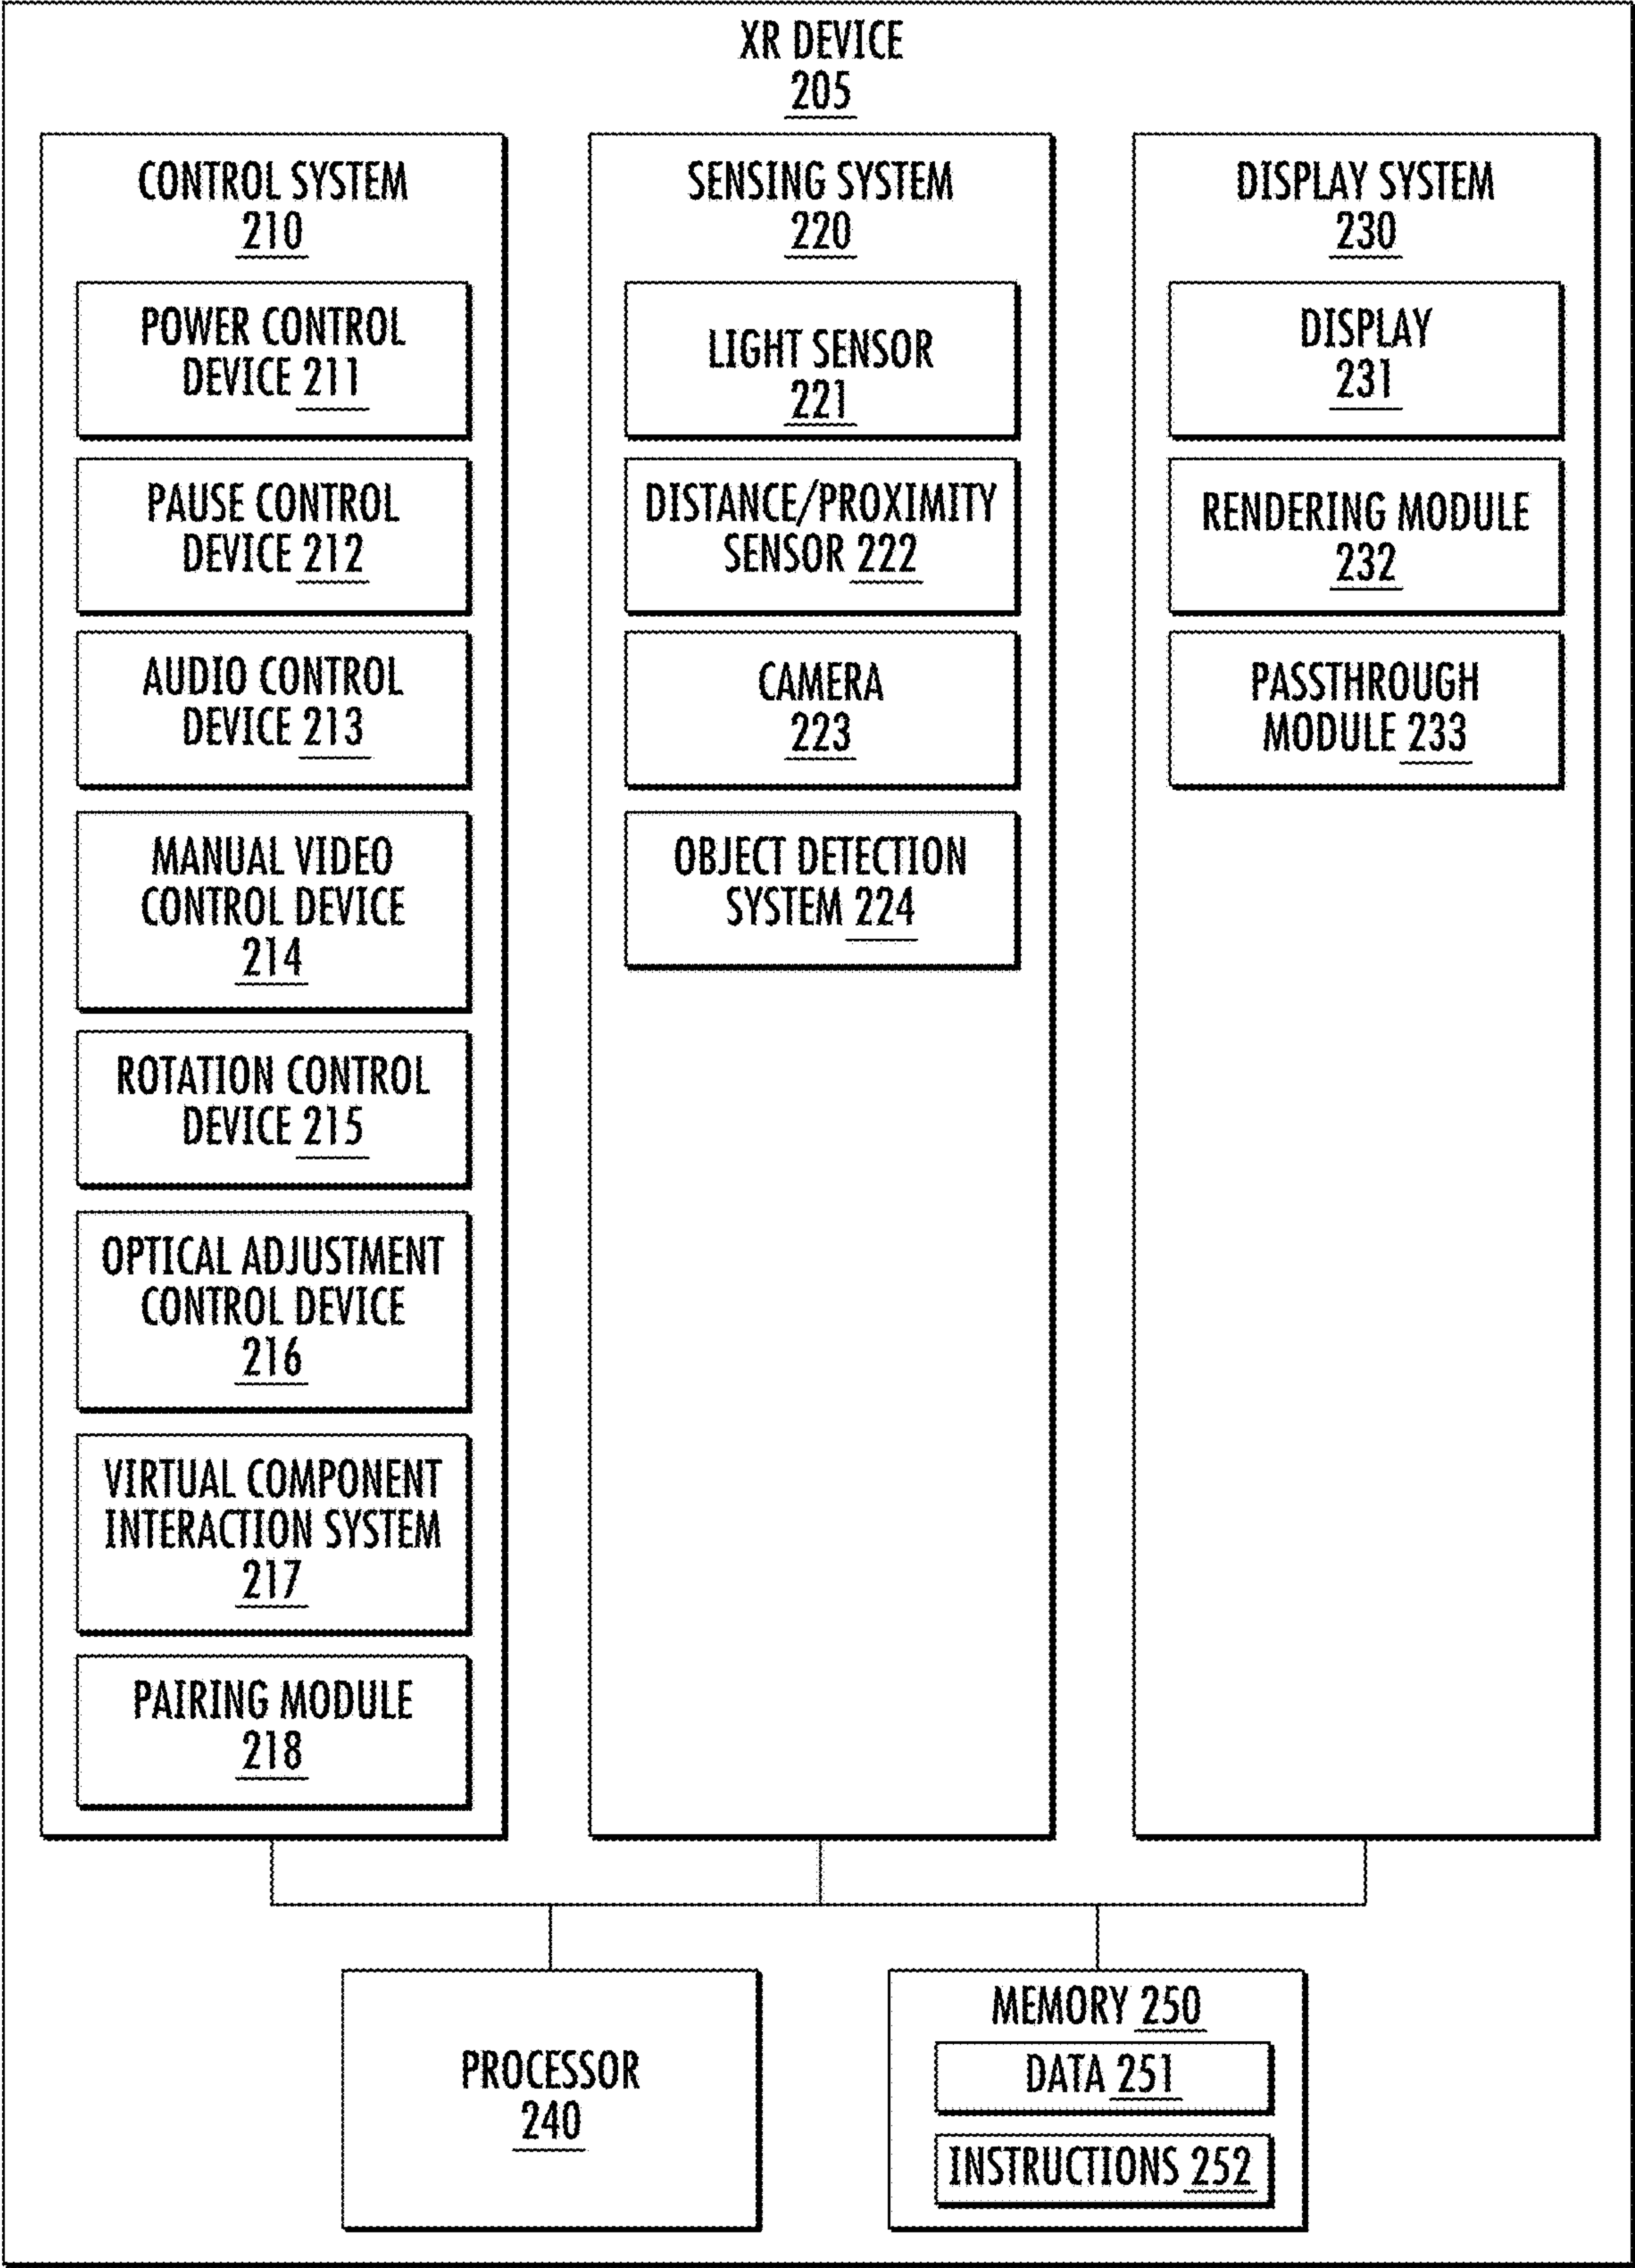 XR DEVICE
205
CONTROL SYSTEM
210
POWER CONTROL
DEVICE 211
PAUSE CONTROL
DEVICE 212
AUDIO CONTROL
DEVICE 213
MANUAL VIDEO
CONTROL DEVICE
214
ROTATION CONTROL
DEVICE 215
OPTICAL ADJUSTMENT
CONTROL DEVICE
216
VIRTUAL COMPONENT
INTERACTION SYSTEM
217
PAIRING MODULE
218
SENSING SYSTEM
220
LIGHT SENSOR
221
DISTANCE/PROXIMITY
SENSOR 222
CAMERA
223
OBJECT DETECTION
SYSTEM 224
DISPLAY SYSTEM
230
DISPLAY
231
RENDERING MODULE
232
PASSTHROUGH
MODULE 233
PROCESSOR
240
MEMORY 250
DATA 251
INSTRUCTIONS 252